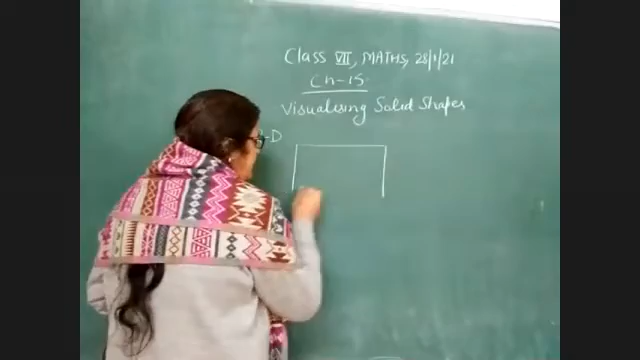 Class VII, MATHS, 28/1/21
Ch-15.
Visualising Solid Shapes
-D